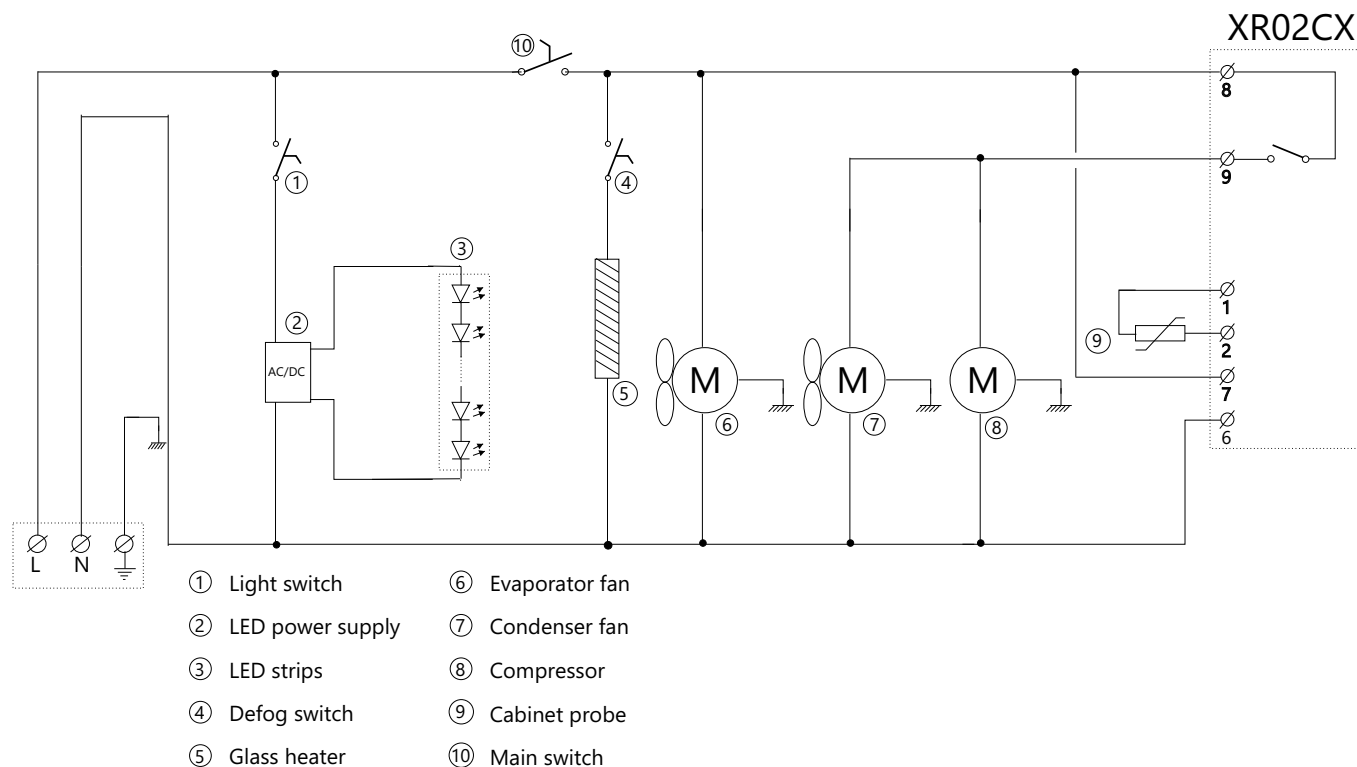 XR02CX
⑩
8
9
①
④
③
1
②
⑨
2
AC/DC
M
M
M
7
⑤
⑥
⑦
⑧
6
L
N
① Light switch
② LED power supply
③ LED strips
④ Defog switch
⑤ Glass heater
⑥ Evaporator fan
⑦ Condenser fan
⑧ Compressor
⑨ Cabinet probe
⑩ Main switch